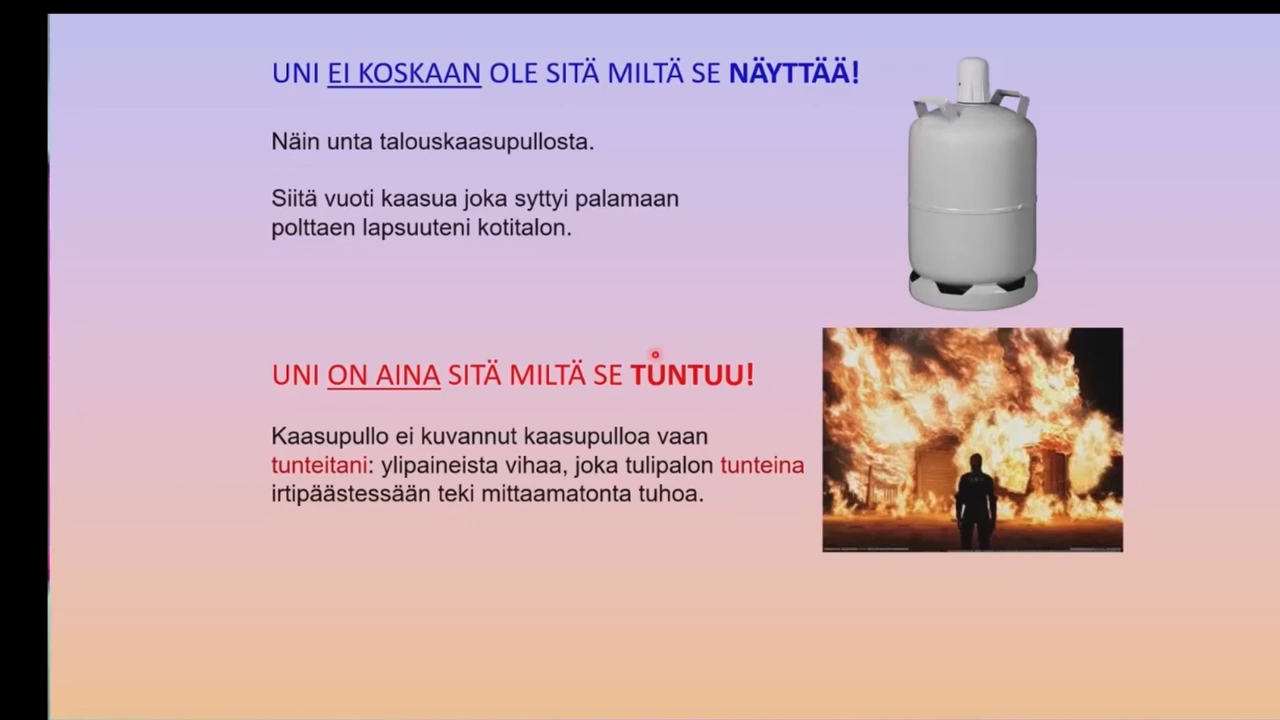 UNI EI KOSKAAN OLE SITÄ MILTÄ SE NÄYTTÄÄ!
Näin unta talouskaasupullosta.
Siitä vuoti kaasua joka syttyi palamaan
polttaen lapsuuteni kotitalon.
UNI ON AINA SITÄ MILTÄ SE TUNTUU!
Kaasupullo ei kuvannut kaasupulloa vaan
tunteitani: ylipaineista vihaa, joka tulipalon tunteina
irtipäästessään teki mittaamatonta tuhoa.